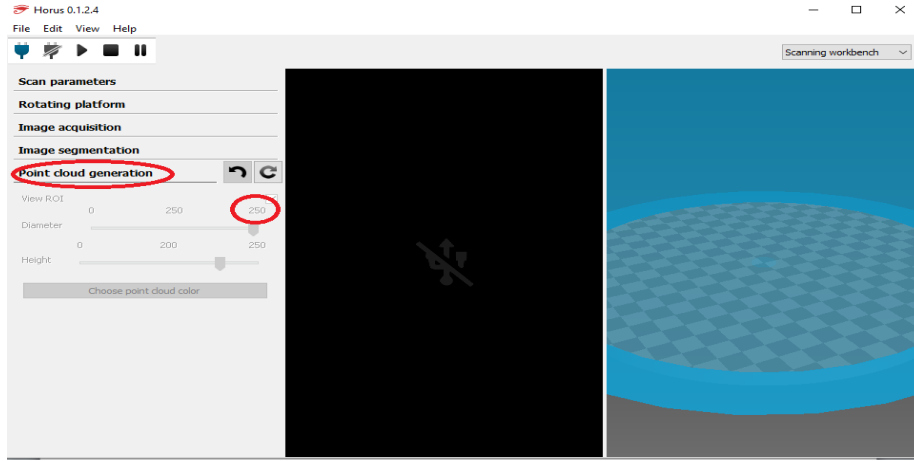 Horus 0.1.2.4
File Edit View Help
Scanning workbench
Scan parameters
Rotating platform
Image acquisition
Image segmentation
Point cloud generation
View ROI
0 250 250
Diameter
0 200 250
Height
Choose point cloud color